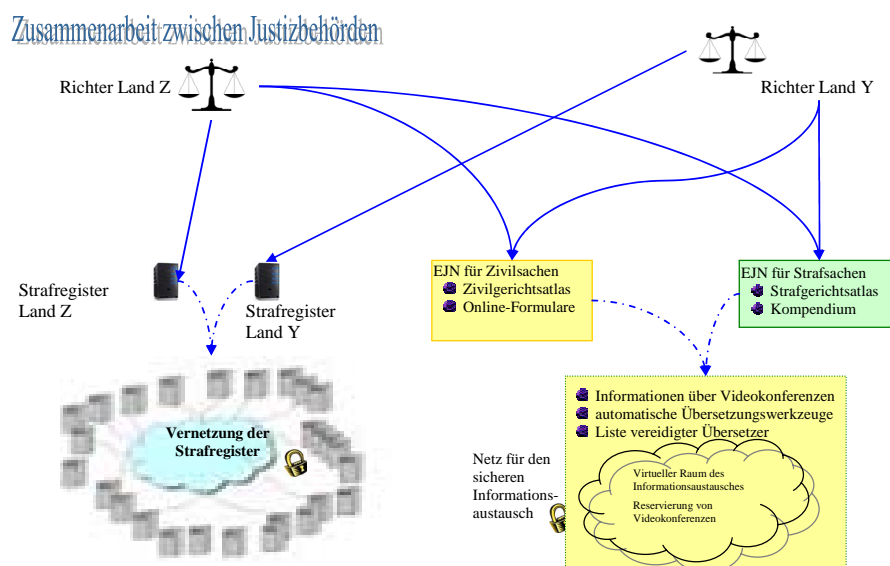 Zusammenarbeit zwischen Justizbehörden
Richter Land Z
Richter Land Y
Strafregister
Land Z
Strafregister
Land Y
EJN für Zivilsachen
Zivilgerichtsatlas
Online-Formulare
EJN für Strafsachen
Strafgerichtsatlas
Kompendium
Vernetzung der
Strafregister
Informationen über Videokonferenzen
automatische Übersetzungswerkzeuge
Liste vereidigter Übersetzer
Netz für den
sicheren
Informations-
austausch
Virtueller Raum des
Informationsaustausches
Reservierung von
Videokonferenzen